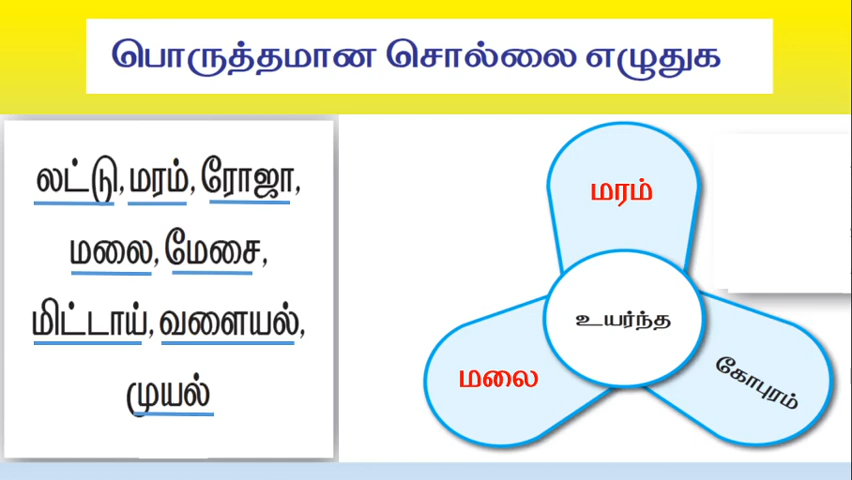 பொருத்தமான சொல்லை எழுதுக
லட்டு, மரம், ரோஜா,
மலை, மேசை,
மிட்டாய், வளையல்,
முயல்
மரம்
உயர்ந்த
மலை
கோபுரம்